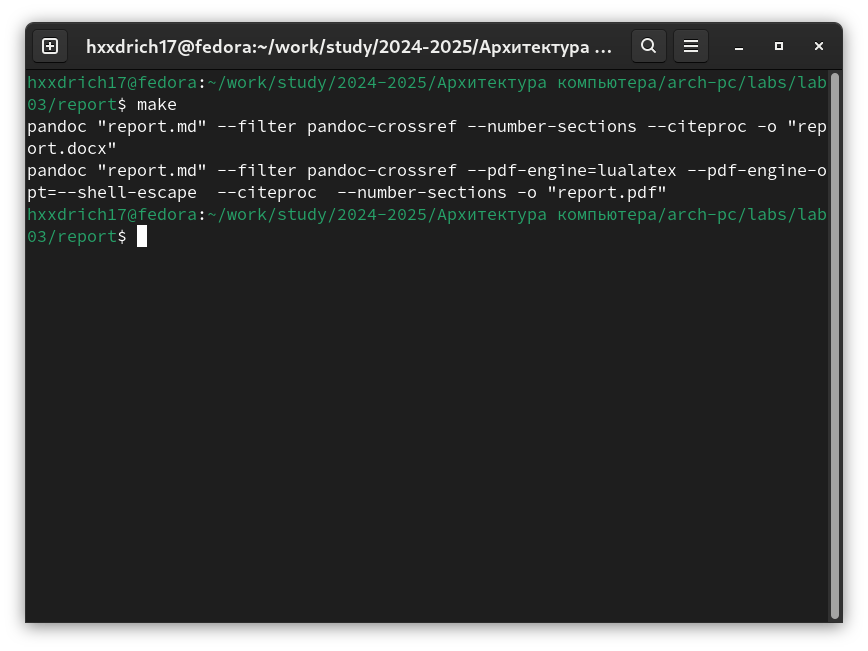 hxxdrich17@fedora:~/work/study/2024-2025/Архитектура ...
hxxdrich17@fedora:~/work/study/2024-2025/Архитектура компьютера/arch-pc/labs/lab
03/report$ make
pandoc "report.md" --filter pandoc-crossref --number-sections --citeproc -o "rep
ort.docx"
pandoc "report.md" --filter pandoc-crossref --pdf-engine=lualatex --pdf-engine-o
pt=--shell-escape  --citeproc  --number-sections -o "report.pdf"
hxxdrich17@fedora:~/work/study/2024-2025/Архитектура компьютера/arch-pc/labs/lab
03/report$